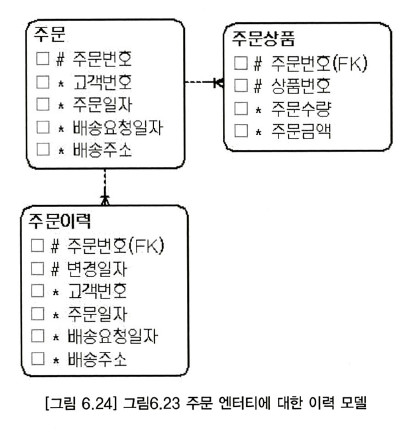 주문
□ # 주문번호
□ * 고객번호
□ * 주문일자
□ * 배송요청일자
□ * 배송주소
주문상품
□ # 주문번호(FK)
□ # 상품번호
□ * 주문수량
□ * 주문금액
주문이력
□ # 주문번호(FK)
□ # 변경일자
□ * 고객번호
□ * 주문일자
□ * 배송요청일자
□ * 배송주소
[그림 6.24] 그림6.23 주문 엔터티에 대한 이력 모델